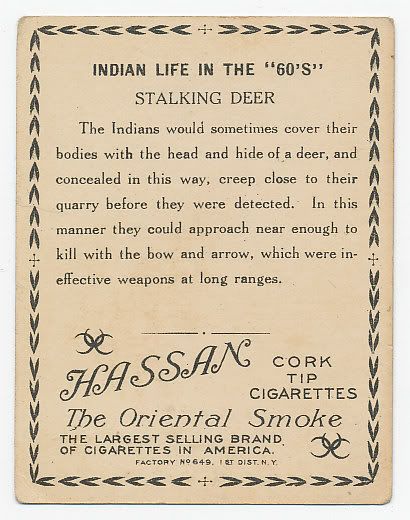 INDIAN LIFE IN THE "60'S"
STALKING DEER
The Indians would sometimes cover their
bodies with the head and hide of a deer, and
concealed in this way, creep close to their
quarry before they were detected. In this
manner they could approach near enough to
kill with the bow and arrow, which were in-
effective weapons at long ranges.
HASSAN
CORK
TIP
CIGARETTES
The Oriental Smoke
THE LARGEST SELLING BRAND
OF CIGARETTES IN AMERICA.
FACTORY No 649, 1ST DIST. N.Y.